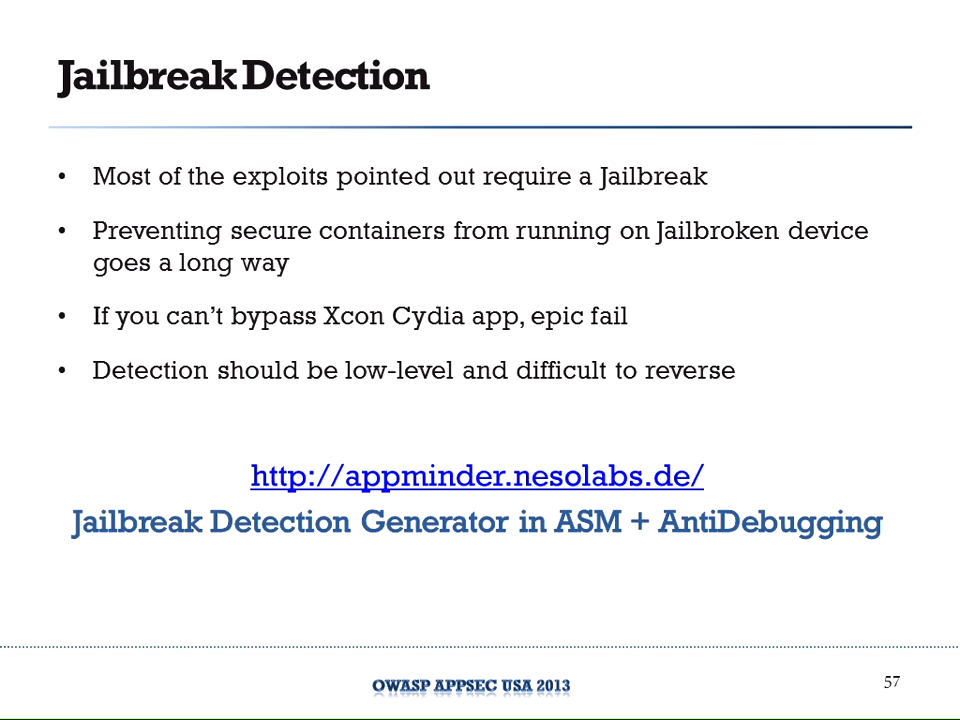 Jailbreak Detection
• Most of the exploits pointed out require a Jailbreak
• Preventing secure containers from running on Jailbroken device
goes a long way
• If you can’t bypass Xcon Cydia app, epic fail
• Detection should be low-level and difficult to reverse
http://appminder.nesolabs.de/
Jailbreak Detection Generator in ASM + AntiDebugging
OWASP APPSEC USA 2013
57